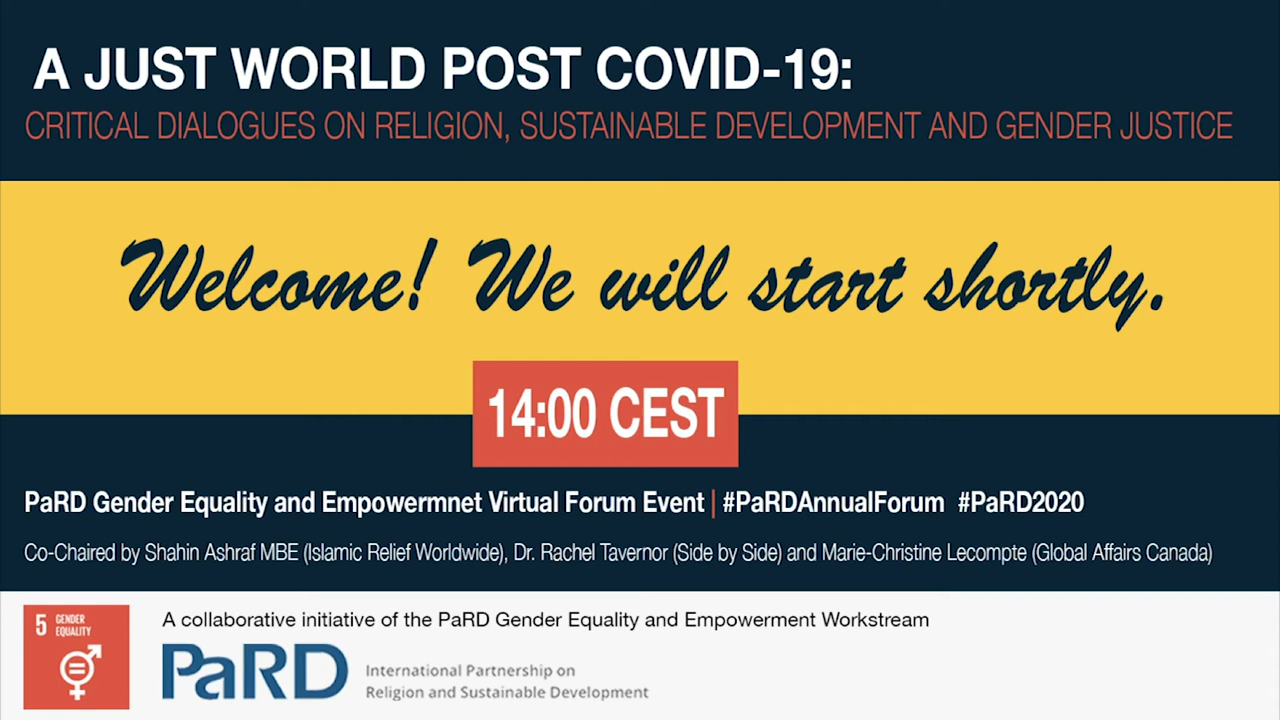 A JUST WORLD POST COVID-19:
CRITICAL DIALOGUES ON RELIGION, SUSTAINABLE DEVELOPMENT AND GENDER JUSTICE
Welcome! We will start shortly.
14:00 CEST
PaRD Gender Equality and Empowermnet Virtual Forum Event | #PaRDAnnualForum #PaRD2020
Co-Chaired by Shahin Ashraf MBE (Islamic Relief Worldwide), Dr. Rachel Tavernor (Side by Side) and Marie-Christine Lecompte (Global Affairs Canada)
5 GENDER
EQUALITY
A collaborative initiative of the PaRD Gender Equality and Empowerment Workstream
PaRD
International Partnership on
Religion and Sustainable Development